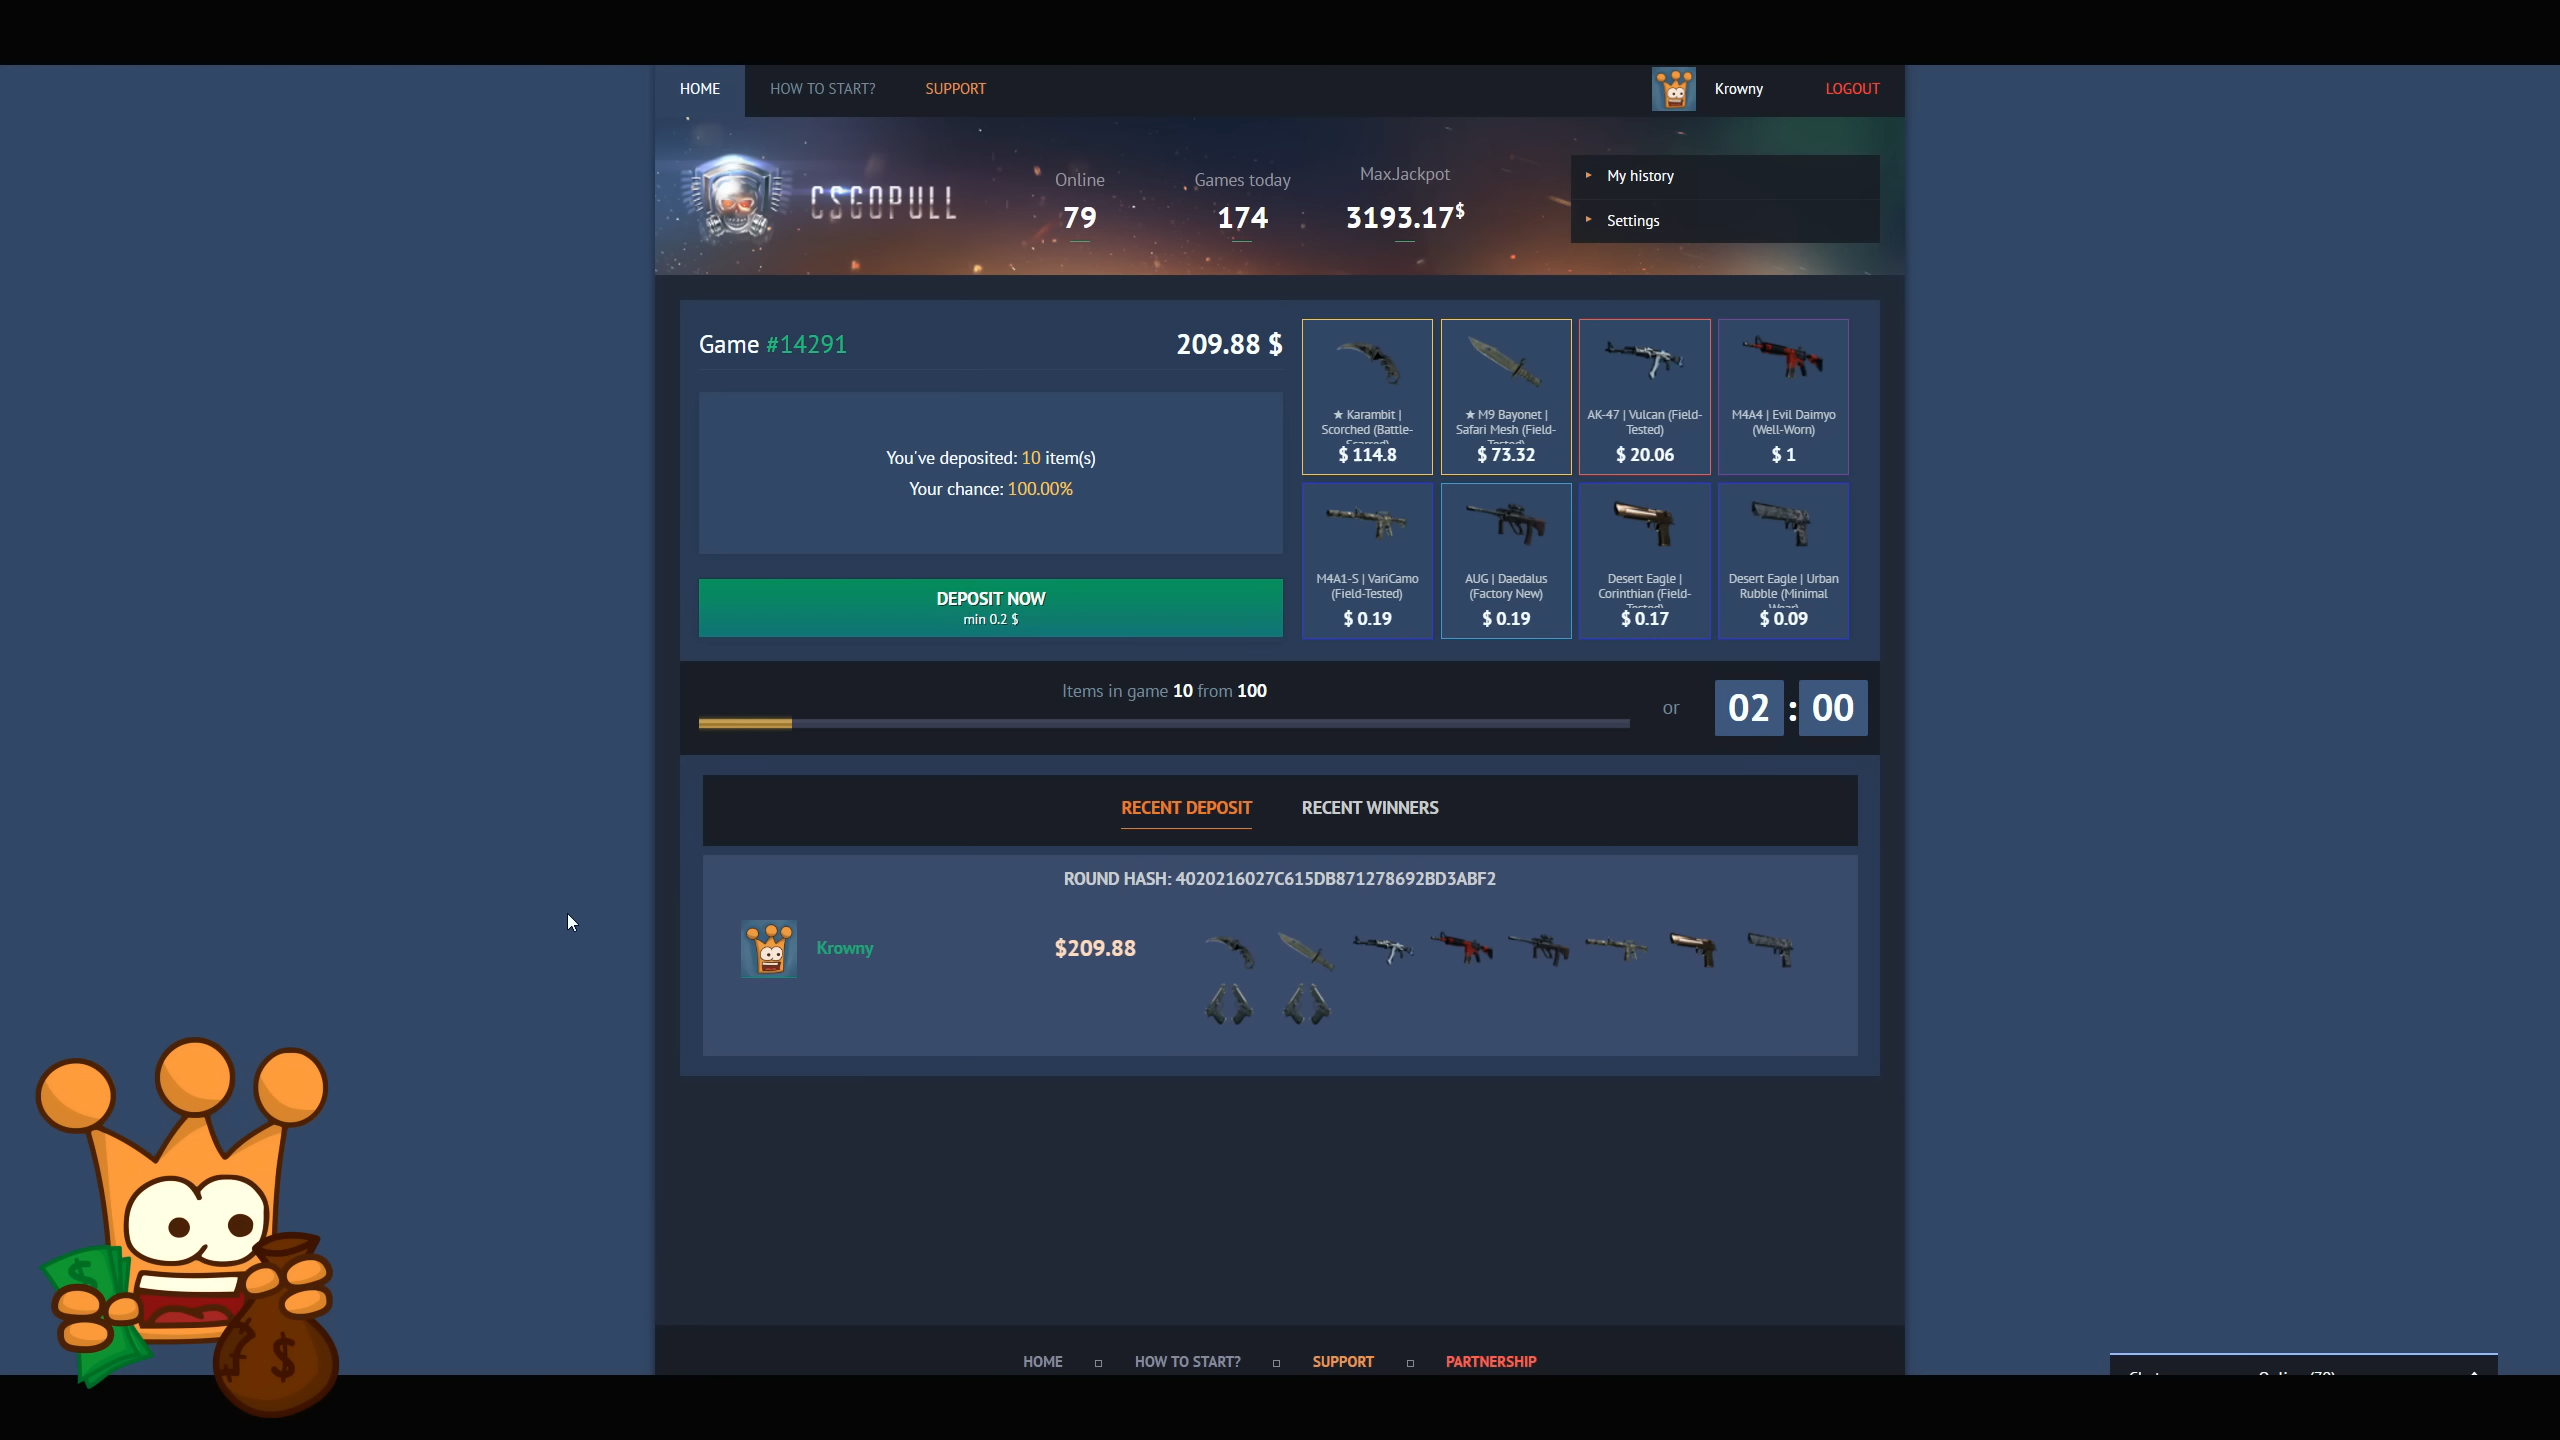 HOME
HOW TO START?
SUPPORT
Krowny
LOGOUT
CSGOPULL
Online
79
Games today
174
Max.Jackpot
3193.17$
My history
Settings
Game #14291
209.88 $
You've deposited: 10 item(s)
Your chance: 100.00%
DEPOSIT NOW
min 0.2 $
★ Karambit |
Scorched (Battle-
Scarred)
$ 114.8
★ M9 Bayonet |
Safari Mesh (Field-
Tested)
$ 73.32
AK-47 | Vulcan (Field-
Tested)
$ 20.06
M4A4 | Evil Daimyo
(Well-Worn)
$ 1
M4A1-S | VariCamo
(Field-Tested)
$ 0.19
AUG | Daedalus
(Factory New)
$ 0.19
Desert Eagle |
Corinthian (Field-
Tested)
$ 0.17
Desert Eagle | Urban
Rubble (Minimal
Wear)
$ 0.09
Items in game 10 from 100
or
02 : 00
RECENT DEPOSIT
RECENT WINNERS
ROUND HASH: 4020216027C615DB871278692BD3ABF2
Krowny
$209.88
HOME
HOW TO START?
SUPPORT
PARTNERSHIP
$
$